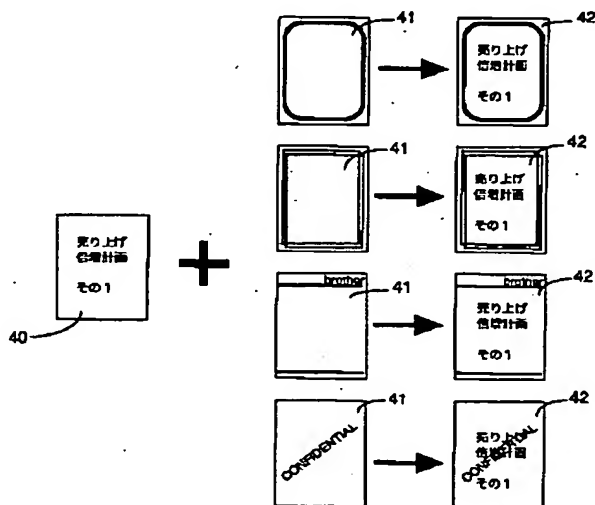 41
42
売り上げ
倍増計画
その1
41
42
売り上げ
倍増計画
その1
売り上げ
倍増計画
その1
40
brother
41
brother
42
売り上げ
倍増計画
その1
41
42
CONFIDENTIAL
売り上げ
倍増計画
その1
CONFIDENTIAL